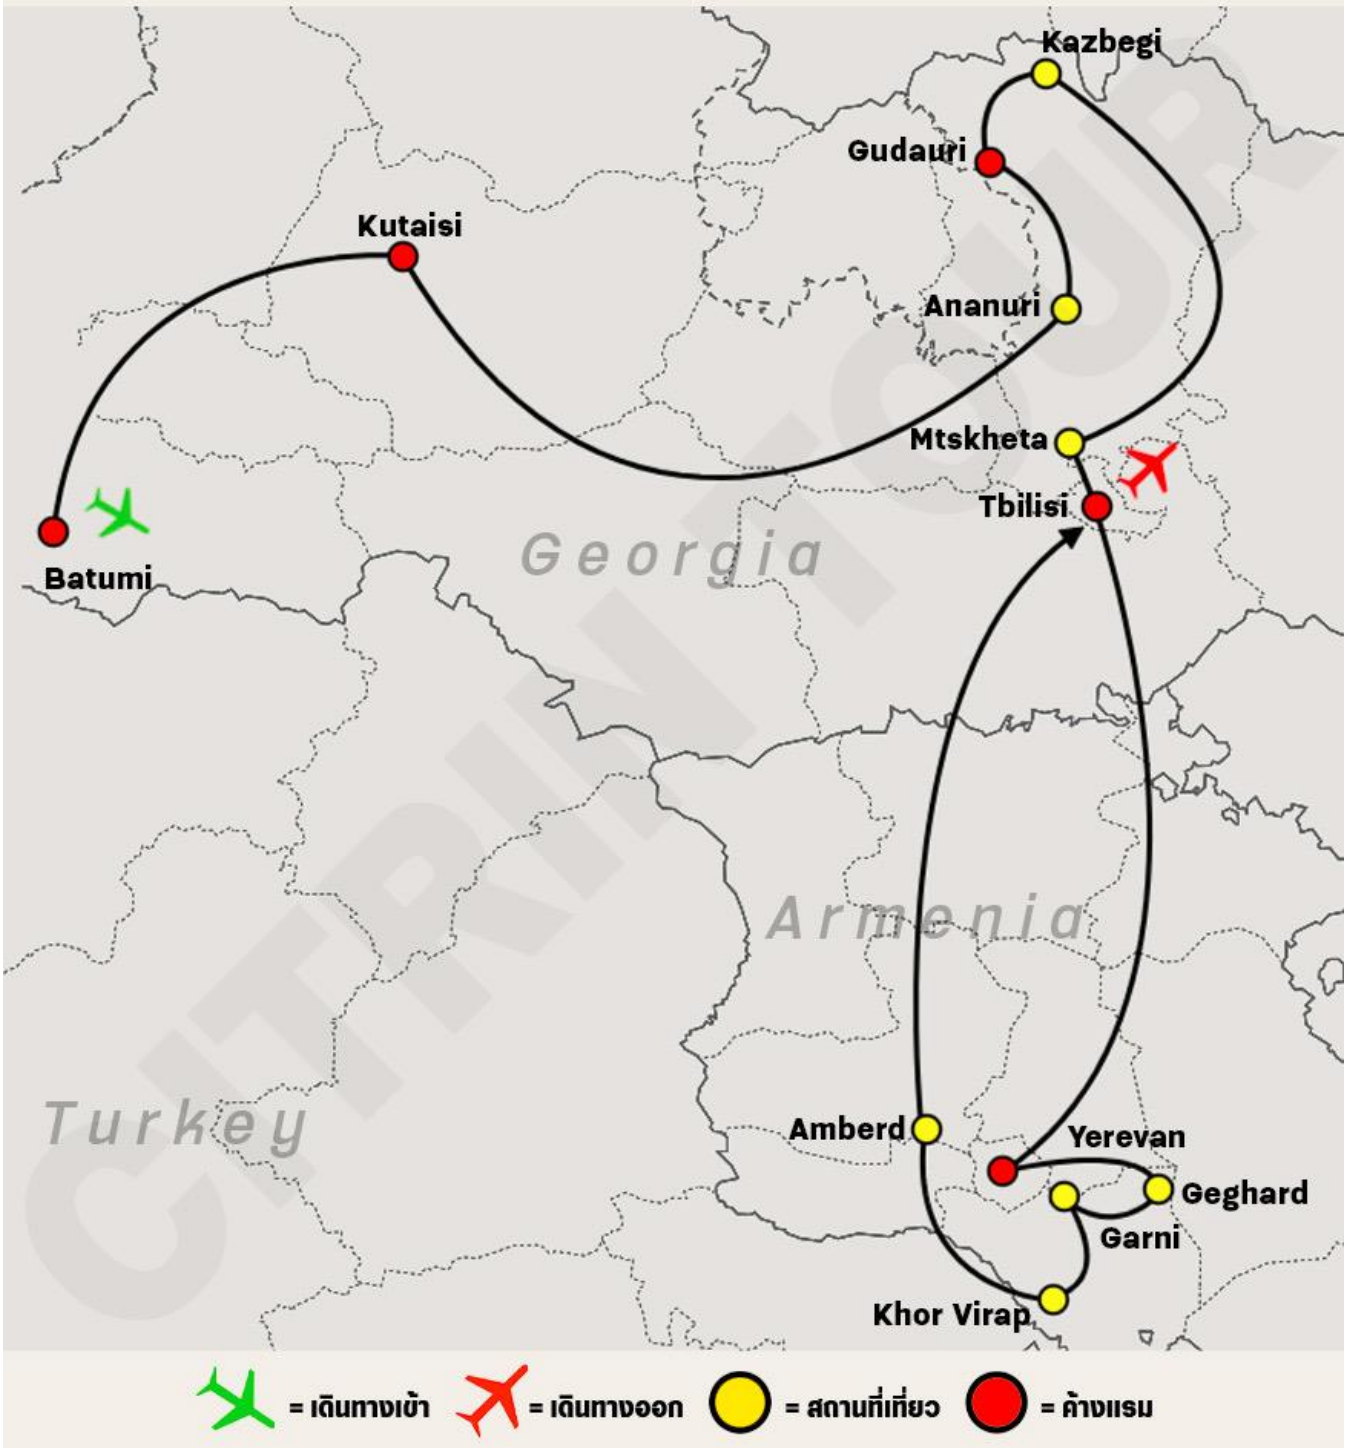 Kazbegi
Gudauri
Kutaisi
Ananuri
Mtskheta
Tbilisi
Georgia
Batumi
Armenia
Turkey
Amberd
Yerevan
Geghard
Garni
Khor Virap
CITRIN TOUR
= เดินทางเข้า = เดินทางออก = สถานที่เที่ยว = ค้างแรม